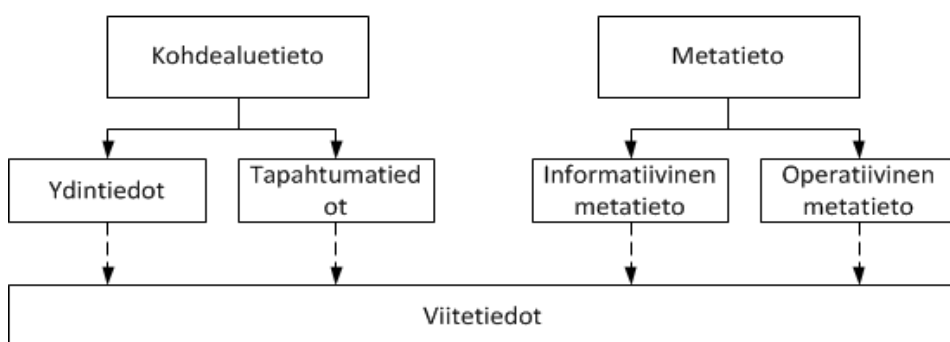 Kohdealuetieto
Metatieto
Ydintiedot
Tapahtumatied
ot
Informatiivinen
metatieto
Operatiivinen
metatieto
Viitetiedot